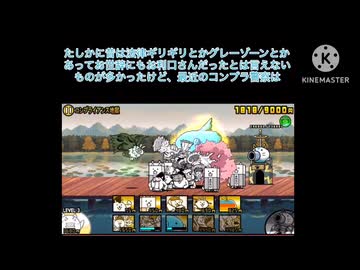 たしかに昔は法律ギリギリとかグレーゾーンとか
あってお世辞にもお利口さんだったとは言えない
ものが多かったけど、最近のコンプラ警察は
KINEMASTER
コンプライアンス地獄
1818/9000円
LEVEL-3